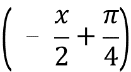 ( – x/2 + π/4 )